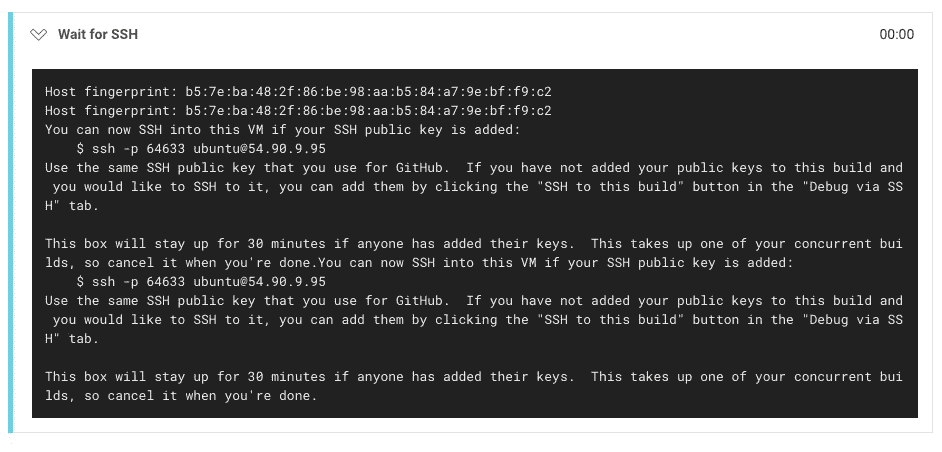 Wait for SSH
00:00
Host fingerprint: b5:7e:ba:48:2f:86:be:98:aa:b5:84:a7:9e:bf:f9:c2
Host fingerprint: b5:7e:ba:48:2f:86:be:98:aa:b5:84:a7:9e:bf:f9:c2
You can now SSH into this VM if your SSH public key is added:
    $ ssh -p 64633 ubuntu@54.90.9.95
Use the same SSH public key that you use for GitHub.  If you have not added your public keys to this build and
 you would like to SSH to it, you can add them by clicking the "SSH to this build" button in the "Debug via SS
H" tab.

This box will stay up for 30 minutes if anyone has added their keys.  This takes up one of your concurrent bui
lds, so cancel it when you're done.You can now SSH into this VM if your SSH public key is added:
    $ ssh -p 64633 ubuntu@54.90.9.95
Use the same SSH public key that you use for GitHub.  If you have not added your public keys to this build and
 you would like to SSH to it, you can add them by clicking the "SSH to this build" button in the "Debug via SS
H" tab.

This box will stay up for 30 minutes if anyone has added their keys.  This takes up one of your concurrent bui
lds, so cancel it when you're done.